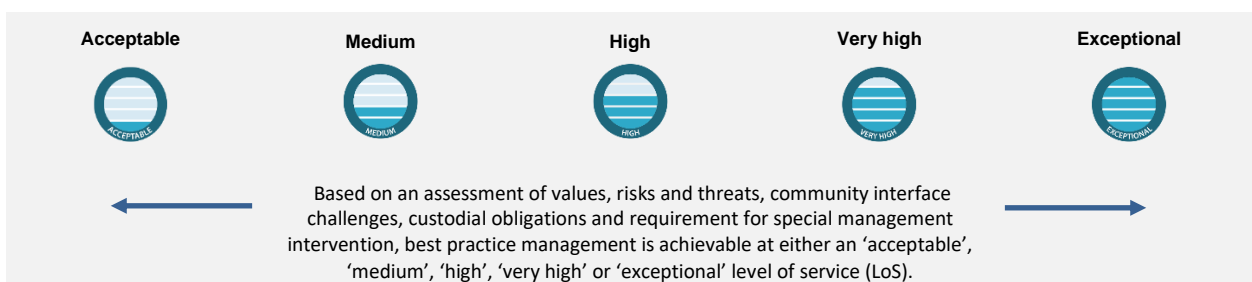 Acceptable Medium High Very high Exceptional
ACCEPTABLE MEDIUM HIGH VERY HIGH EXCEPTIONAL
Based on an assessment of values, risks and threats, community interface
challenges, custodial obligations and requirement for special management
intervention, best practice management is achievable at either an ‘acceptable’,
‘medium’, ‘high’, ‘very high’ or ‘exceptional’ level of service (LoS).